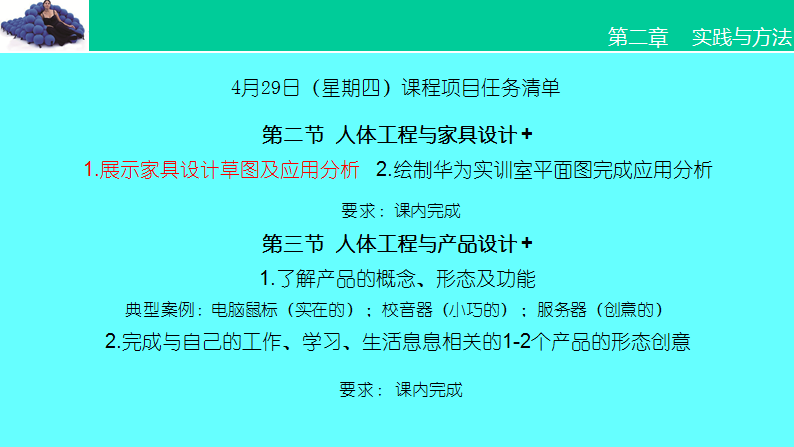 第二章 实践与方法
4月29日（星期四）课程项目任务清单
第二节 人体工程与家具设计+
1.展示家具设计草图及应用分析 2.绘制华为实训室平面图完成应用分析
要求：课内完成
第三节 人体工程与产品设计+
1.了解产品的概念、形态及功能
典型案例：电脑鼠标（实在的）；校音器（小巧的）；服务器（创意的）
2.完成与自己的工作、学习、生活息息相关的1-2个产品的形态创意
要求： 课内完成